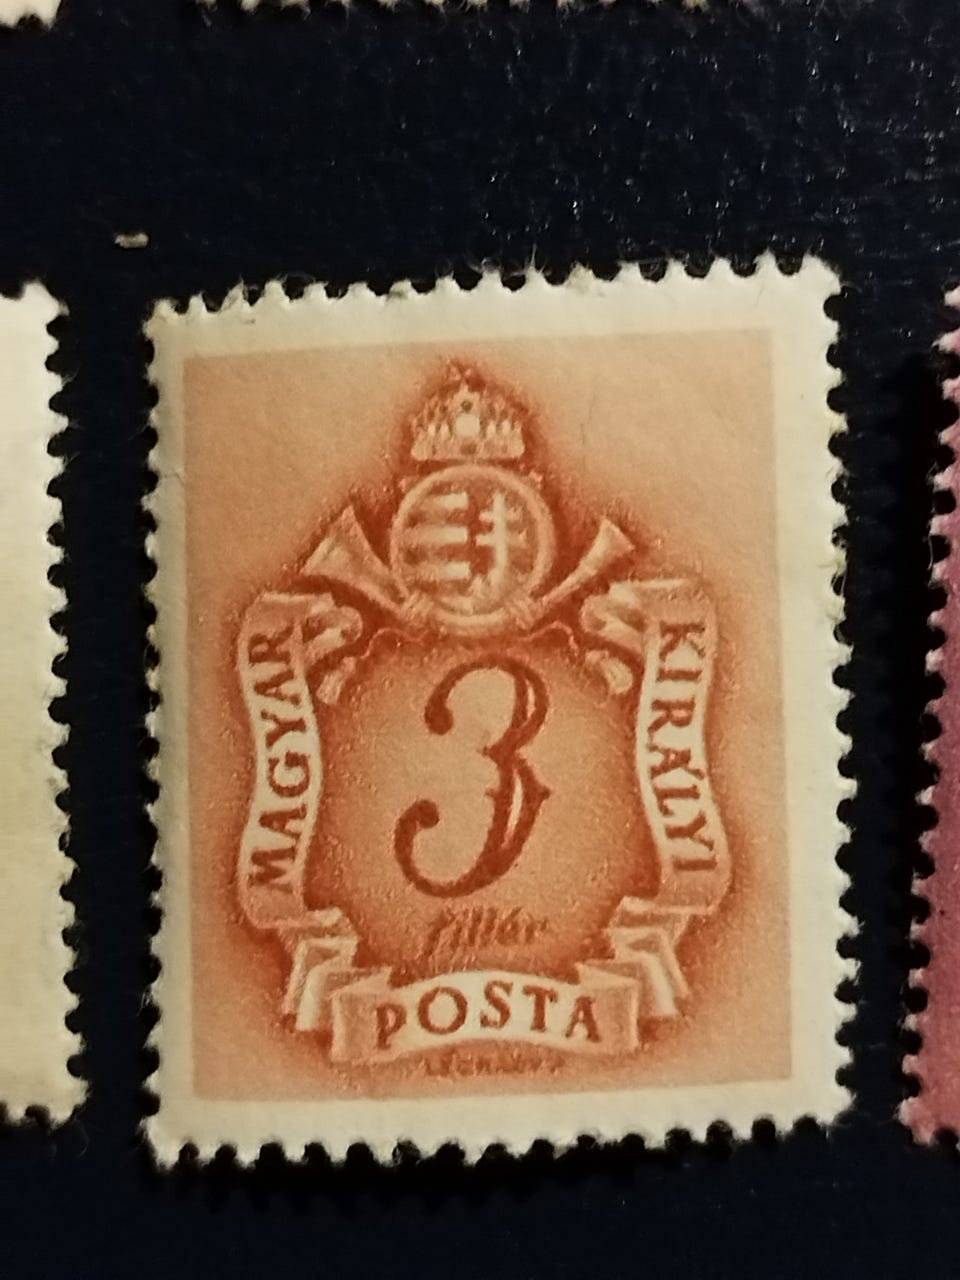 MAGYAR
KIRÁLYI
3
fillér
POSTA